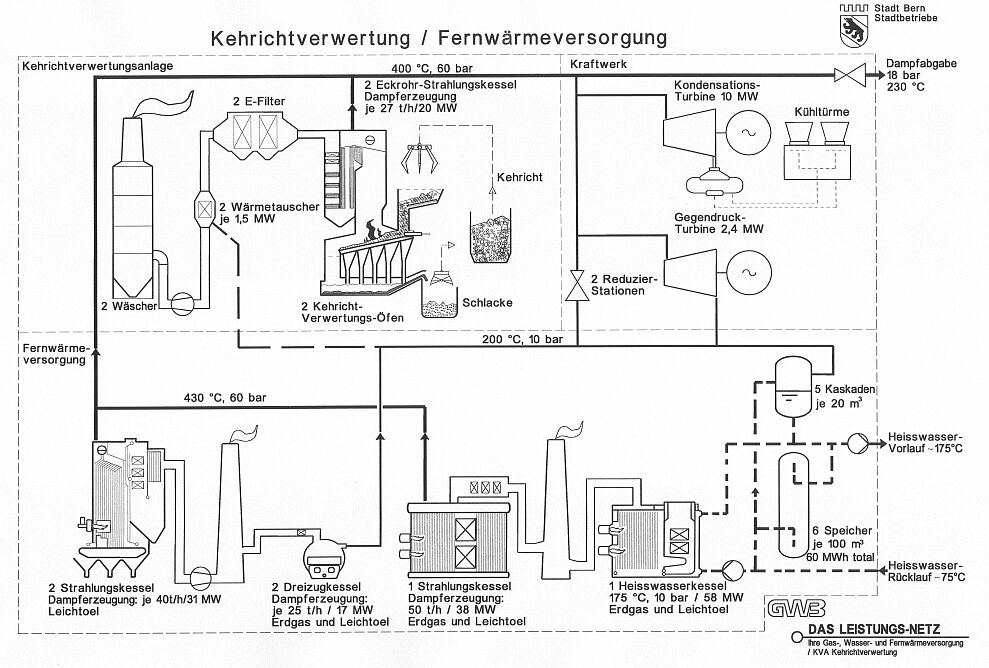 Stadt Bern
Stadtbetriebe
Kehrichtverwertung / Fernwärmeversorgung
Kehrichtverwertungsanlage
400 °C, 60 bar
Kraftwerk
Dampfabgabe
18 bar
230 °C
2 Eckrohr-Strahlungskessel
Dampferzeugung
je 27 t/h/20 MW
Kondensations-
Turbine 10 MW
Kühltürme
2 E-Filter
Kehricht
2 Wärmetauscher
je 1,5 MW
Gegendruck-
Turbine 2,4 MW
2 Reduzier-
Stationen
2 Wäscher
2 Kehricht-
Verwertungs-Öfen
Schlacke
200 °C, 10 bar
Fernwärme-
versorgung
430 °C, 60 bar
5 Kaskaden
je 20 m³
Heisswasser-
Vorlauf ~175°C
6 Speicher
je 100 m³
60 MWh total
Heisswasser-
Rücklauf ~75°C
2 Strahlungskessel
Dampferzeugung: je 40t/h/31 MW
Leichtoel
2 Dreizugkessel
Dampferzeugung:
je 25 t/h / 17 MW
Erdgas und Leichtoel
1 Strahlungskessel
Dampferzeugung:
50 t/h / 38 MW
Erdgas und Leichtoel
1 Heisswasserkessel
175 °C, 10 bar / 58 MW
Erdgas und Leichtoel
GWB
DAS LEISTUNGS-NETZ
Ihre Gas-, Wasser- und Fernwärmeversorgung
/ KVA Kehrichtverwertung